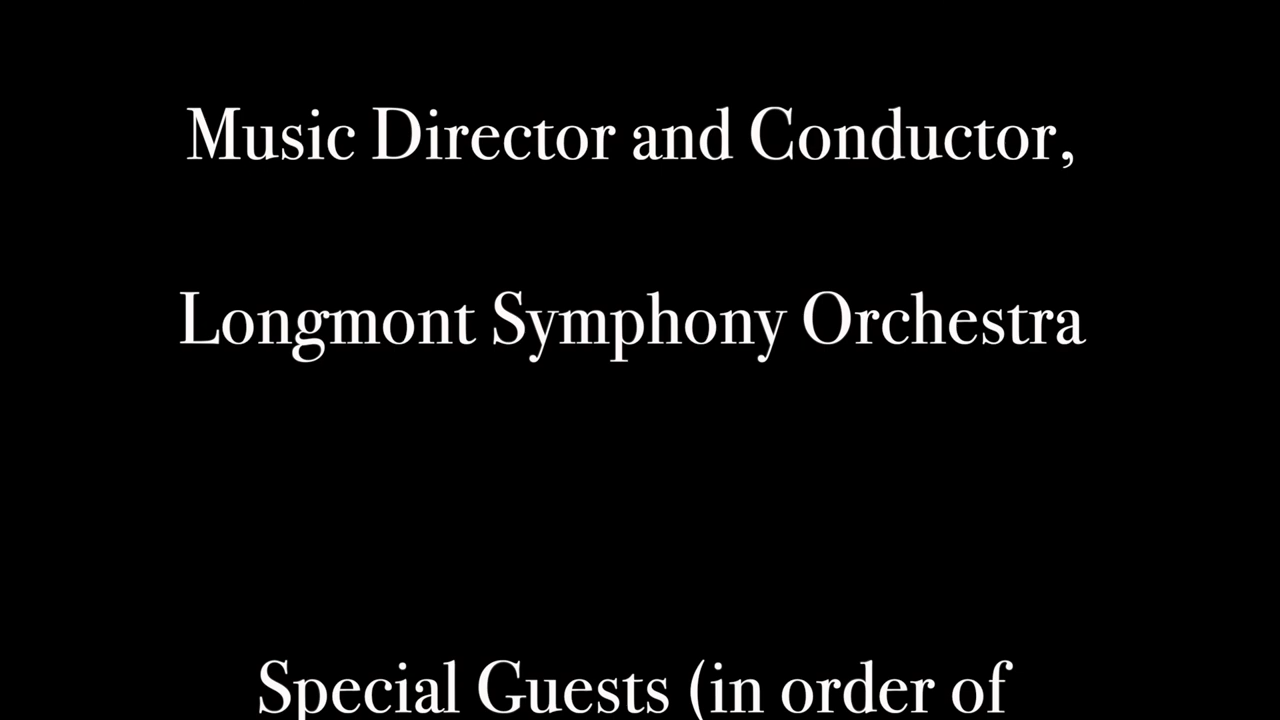 Music Director and Conductor,
Longmont Symphony Orchestra
Special Guests (in order of